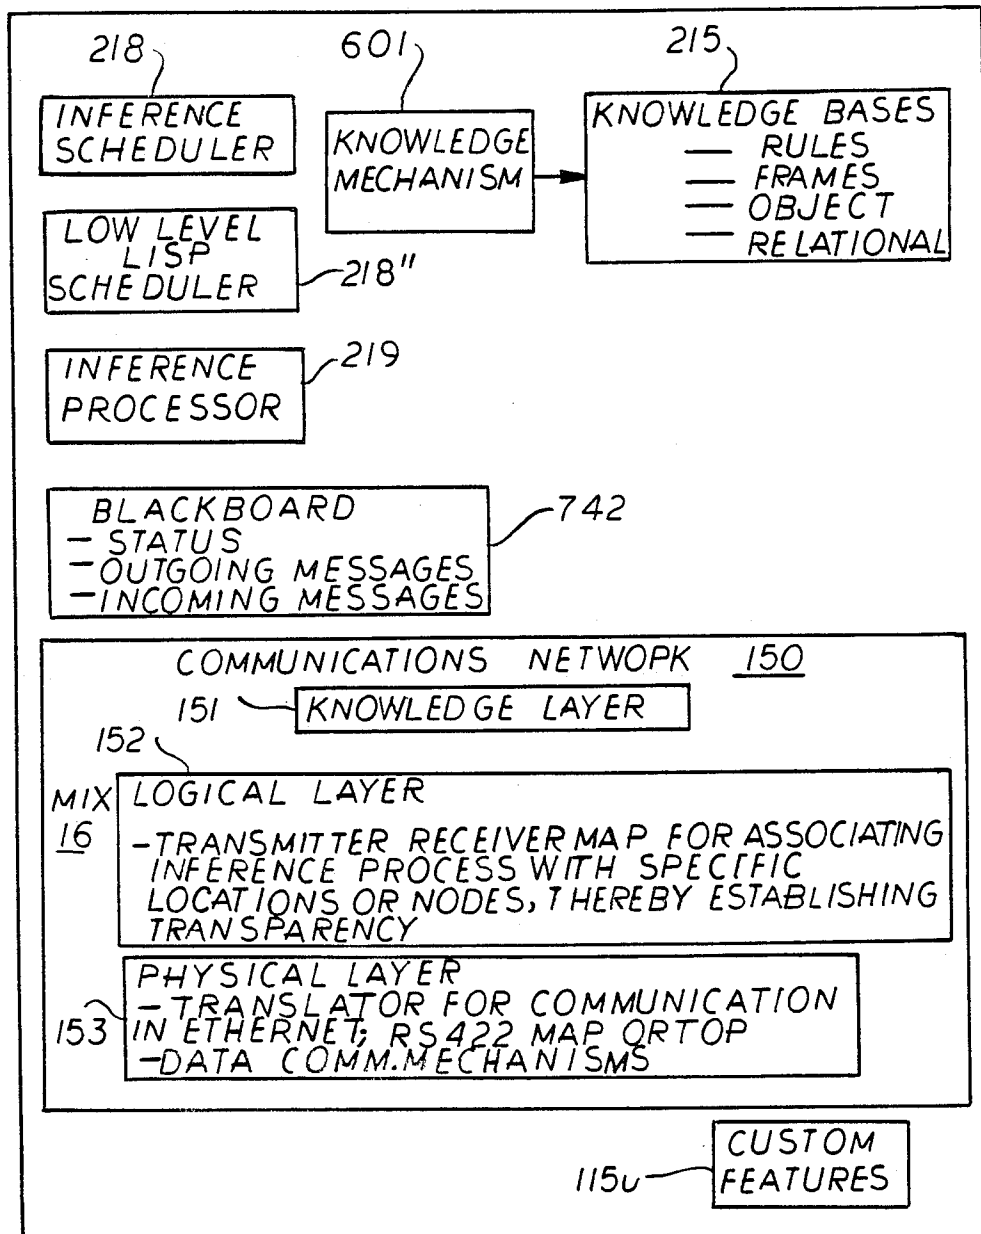 218
601
215
INFERENCE
SCHEDULER
KNOWLEDGE
MECHANISM
KNOWLEDGE BASES
— RULES
— FRAMES
— OBJECT
— RELATIONAL
LOW LEVEL
LISP
SCHEDULER
218"
INFERENCE
PROCESSOR
219
BLACKBOARD
- STATUS
- OUTGOING MESSAGES
- INCOMING MESSAGES
742
COMMUNICATIONS NETWOPK 150
151
KNOWLEDGE LAYER
152
MIX
16
LOGICAL LAYER
- TRANSMITTER RECEIVER MAP FOR ASSOCIATING
INFERENCE PROCESS WITH SPECIFIC
LOCATIONS OR NODES, THEREBY ESTABLISHING
TRANSPARENCY
153
PHYSICAL LAYER
- TRANSLATOR FOR COMMUNICATION
IN ETHERNET; RS422 MAP OR TOP
- DATA COMM. MECHANISMS
CUSTOM
FEATURES
115u